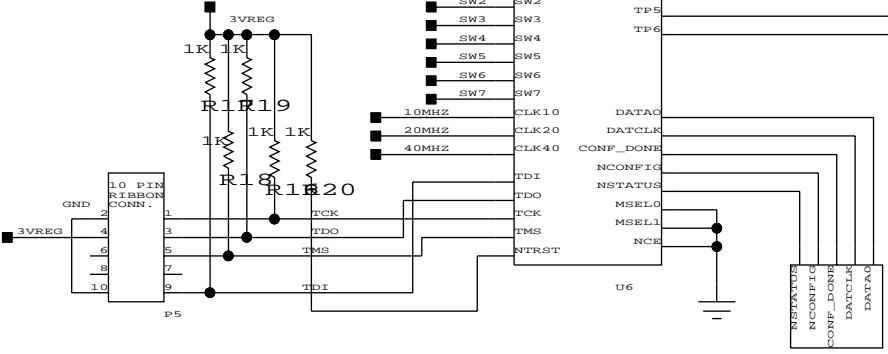 SW2
SW2
TP5
3VREG
SW3
SW3
TP6
SW4
SW4
1K
1K
SW5
SW5
SW6
SW6
SW7
SW7
R17
R19
10MHZ
CLK10
DATA0
20MHZ
CLK20
DATCLK
1K
1K
1K
40MHZ
CLK40
CONF_DONE
NCONFIG
R18
R16
R20
TDI
NSTATUS
10 PIN
RIBBON
CONN.
TDO
MSEL0
GND
2
1
TCK
TCK
MSEL1
3VREG
4
3
TDO
TMS
NCE
6
5
TMS
NTRST
8
7
10
9
TDI
U6
P5
NSTATUS
NCONFIG
CONF_DONE
DATCLK
DATA0